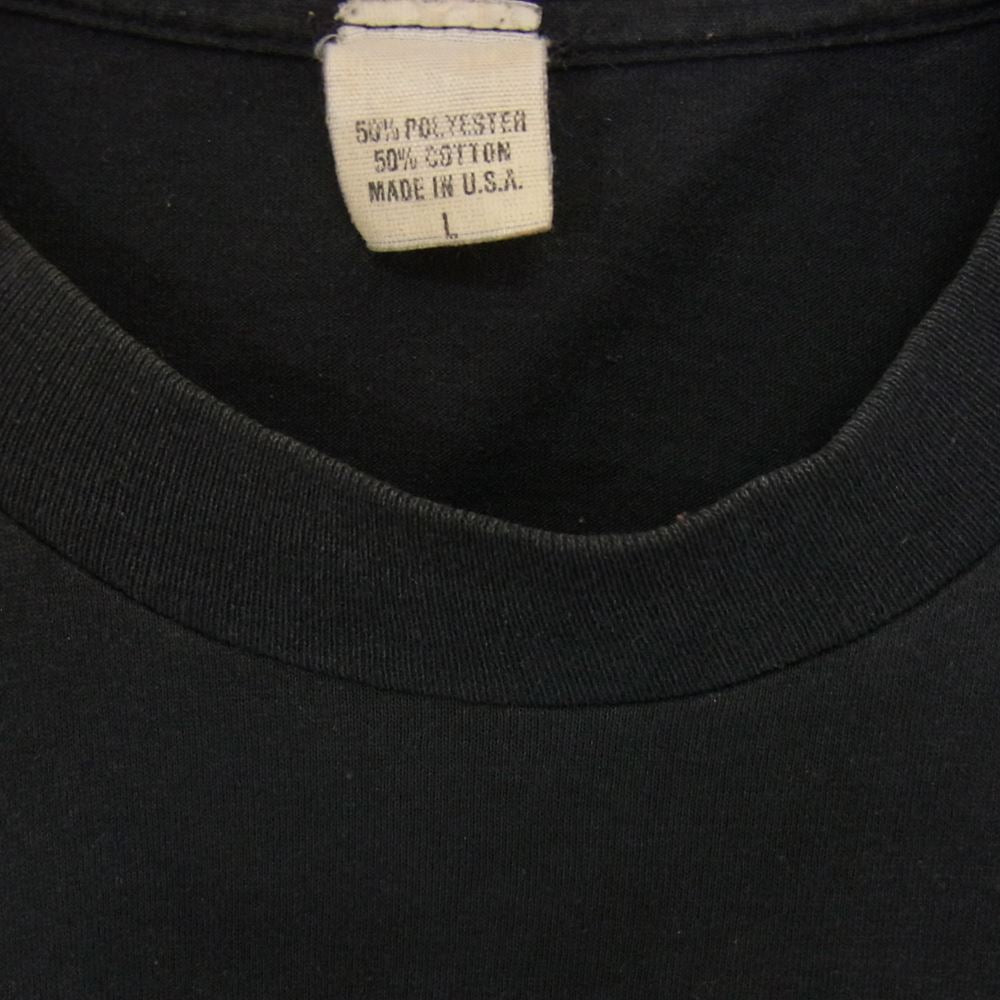 50% POLYESTER
50% COTTON
MADE IN U.S.A.
L